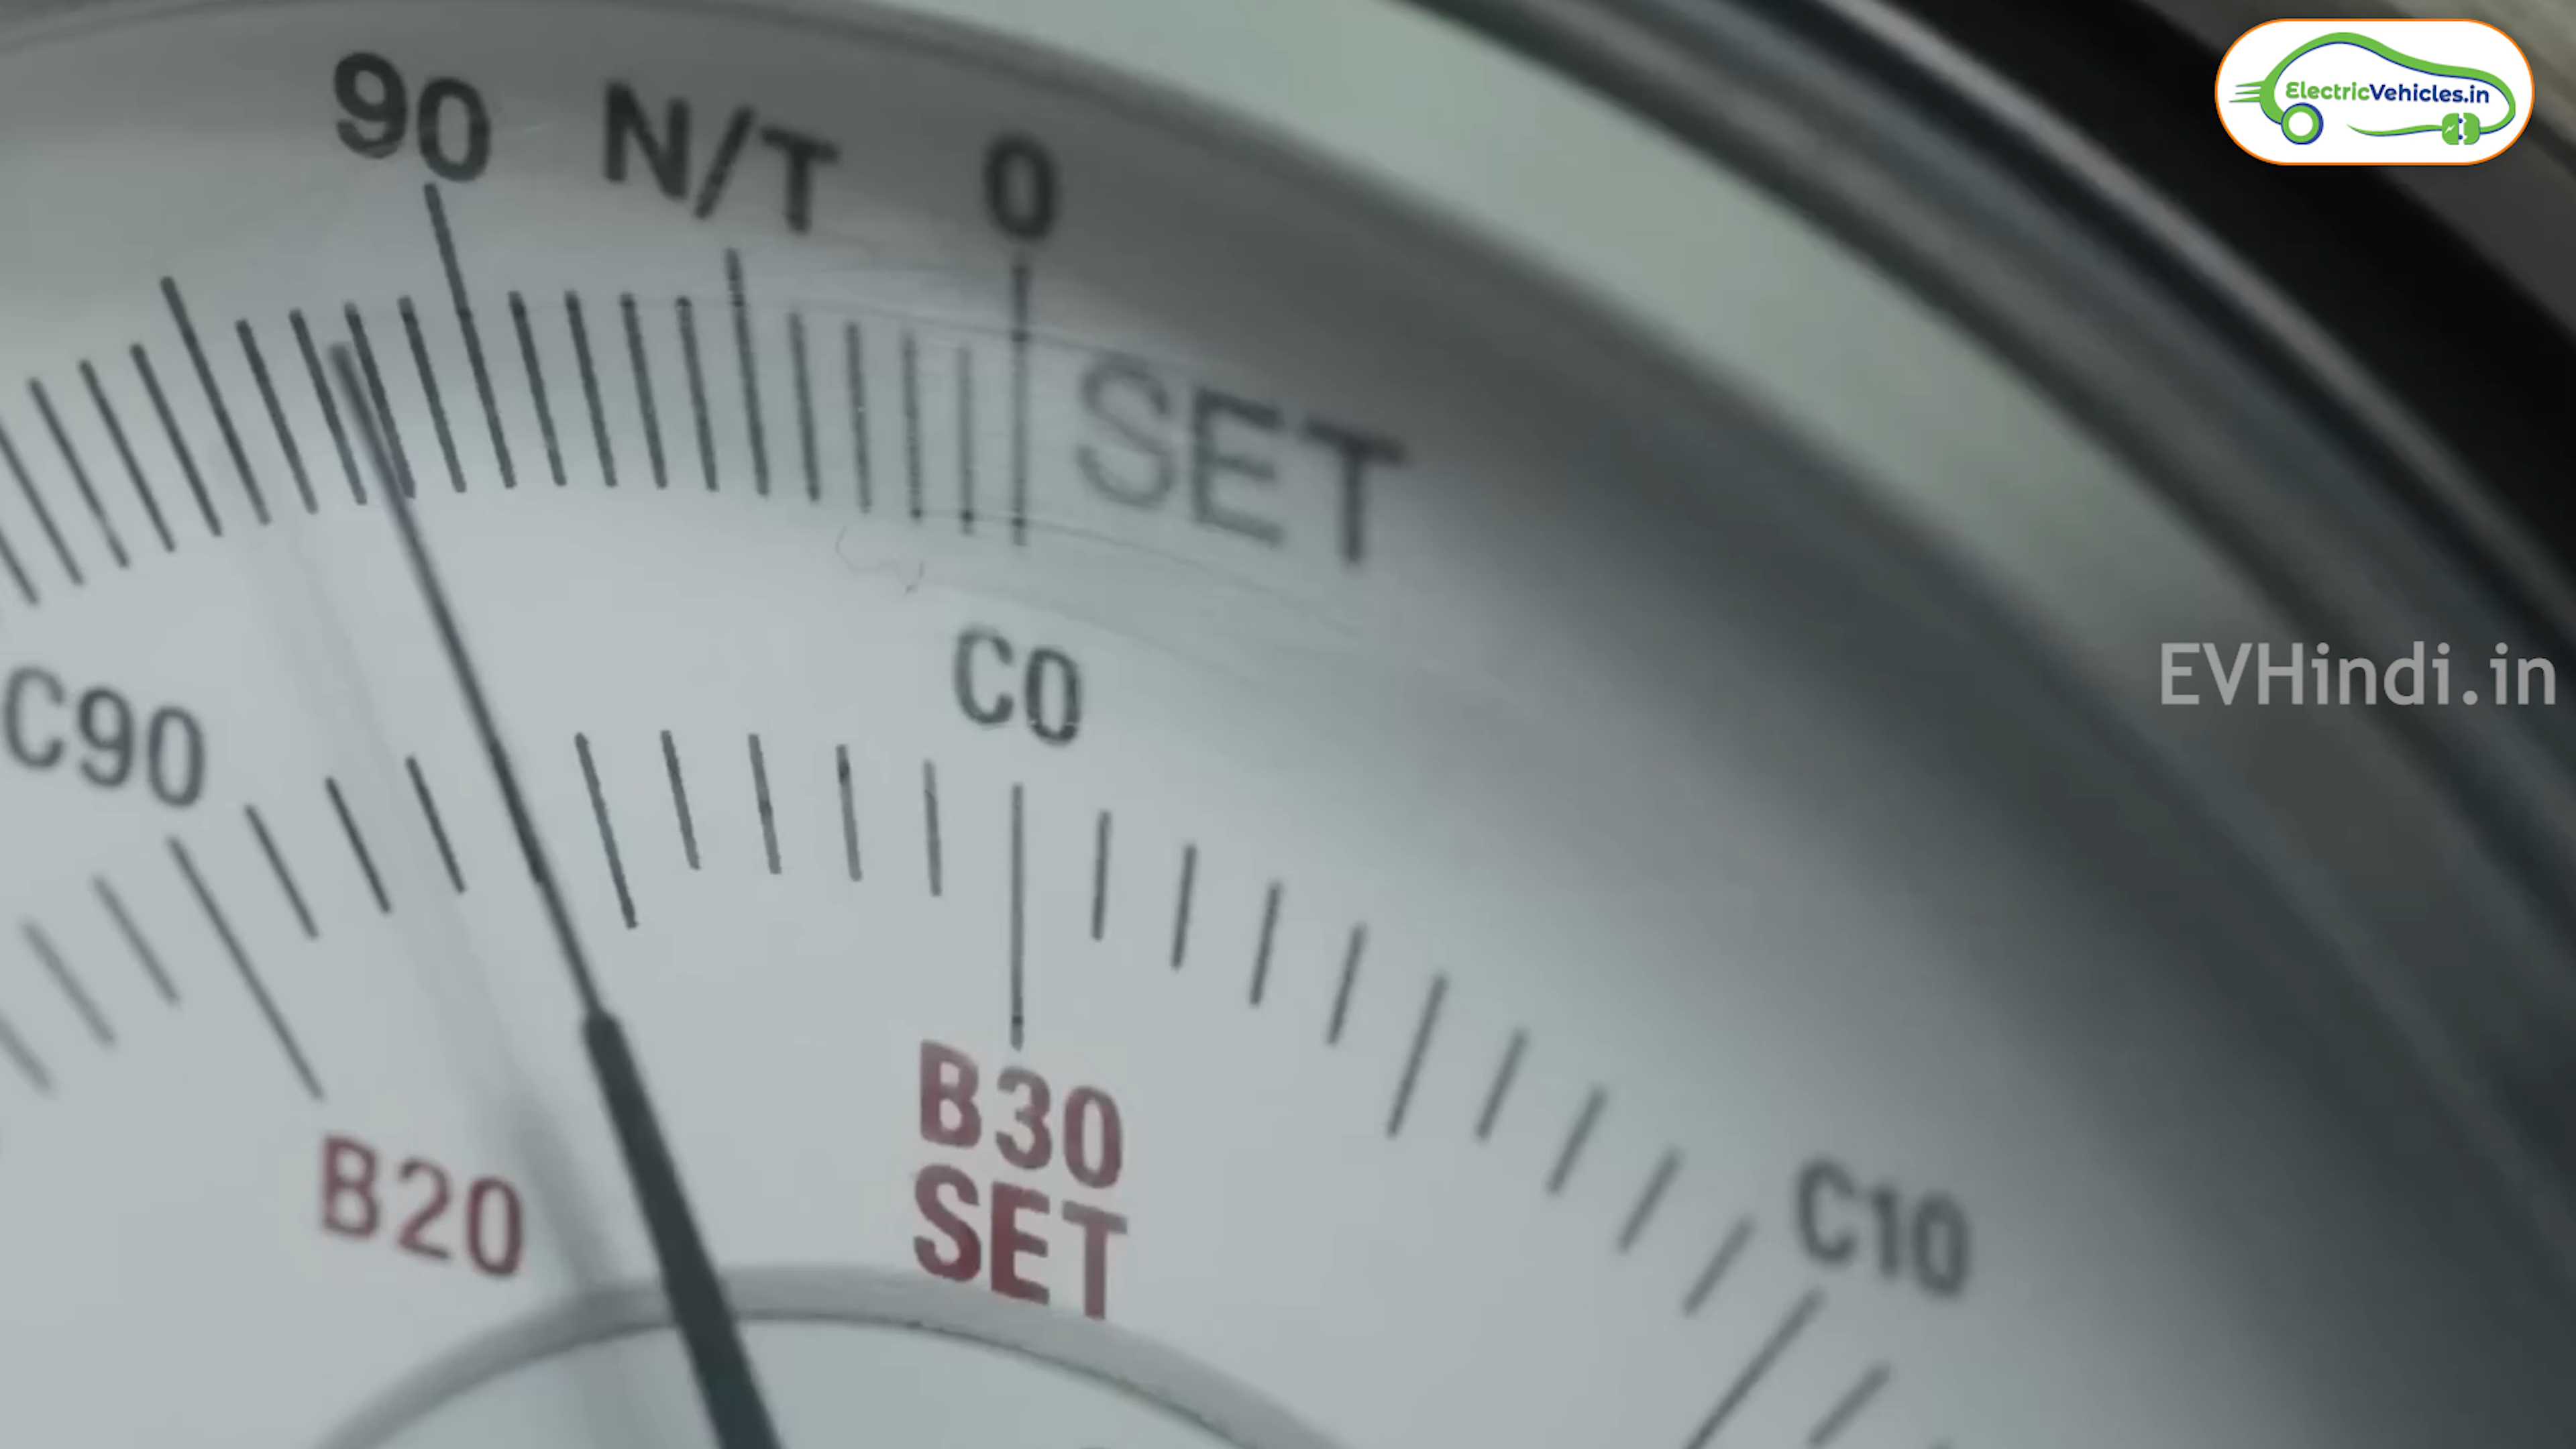 90 N/T 0
SET
C90
C0
C10
B20
B30
SET
ElectricVehicles.in
EVHindi.in